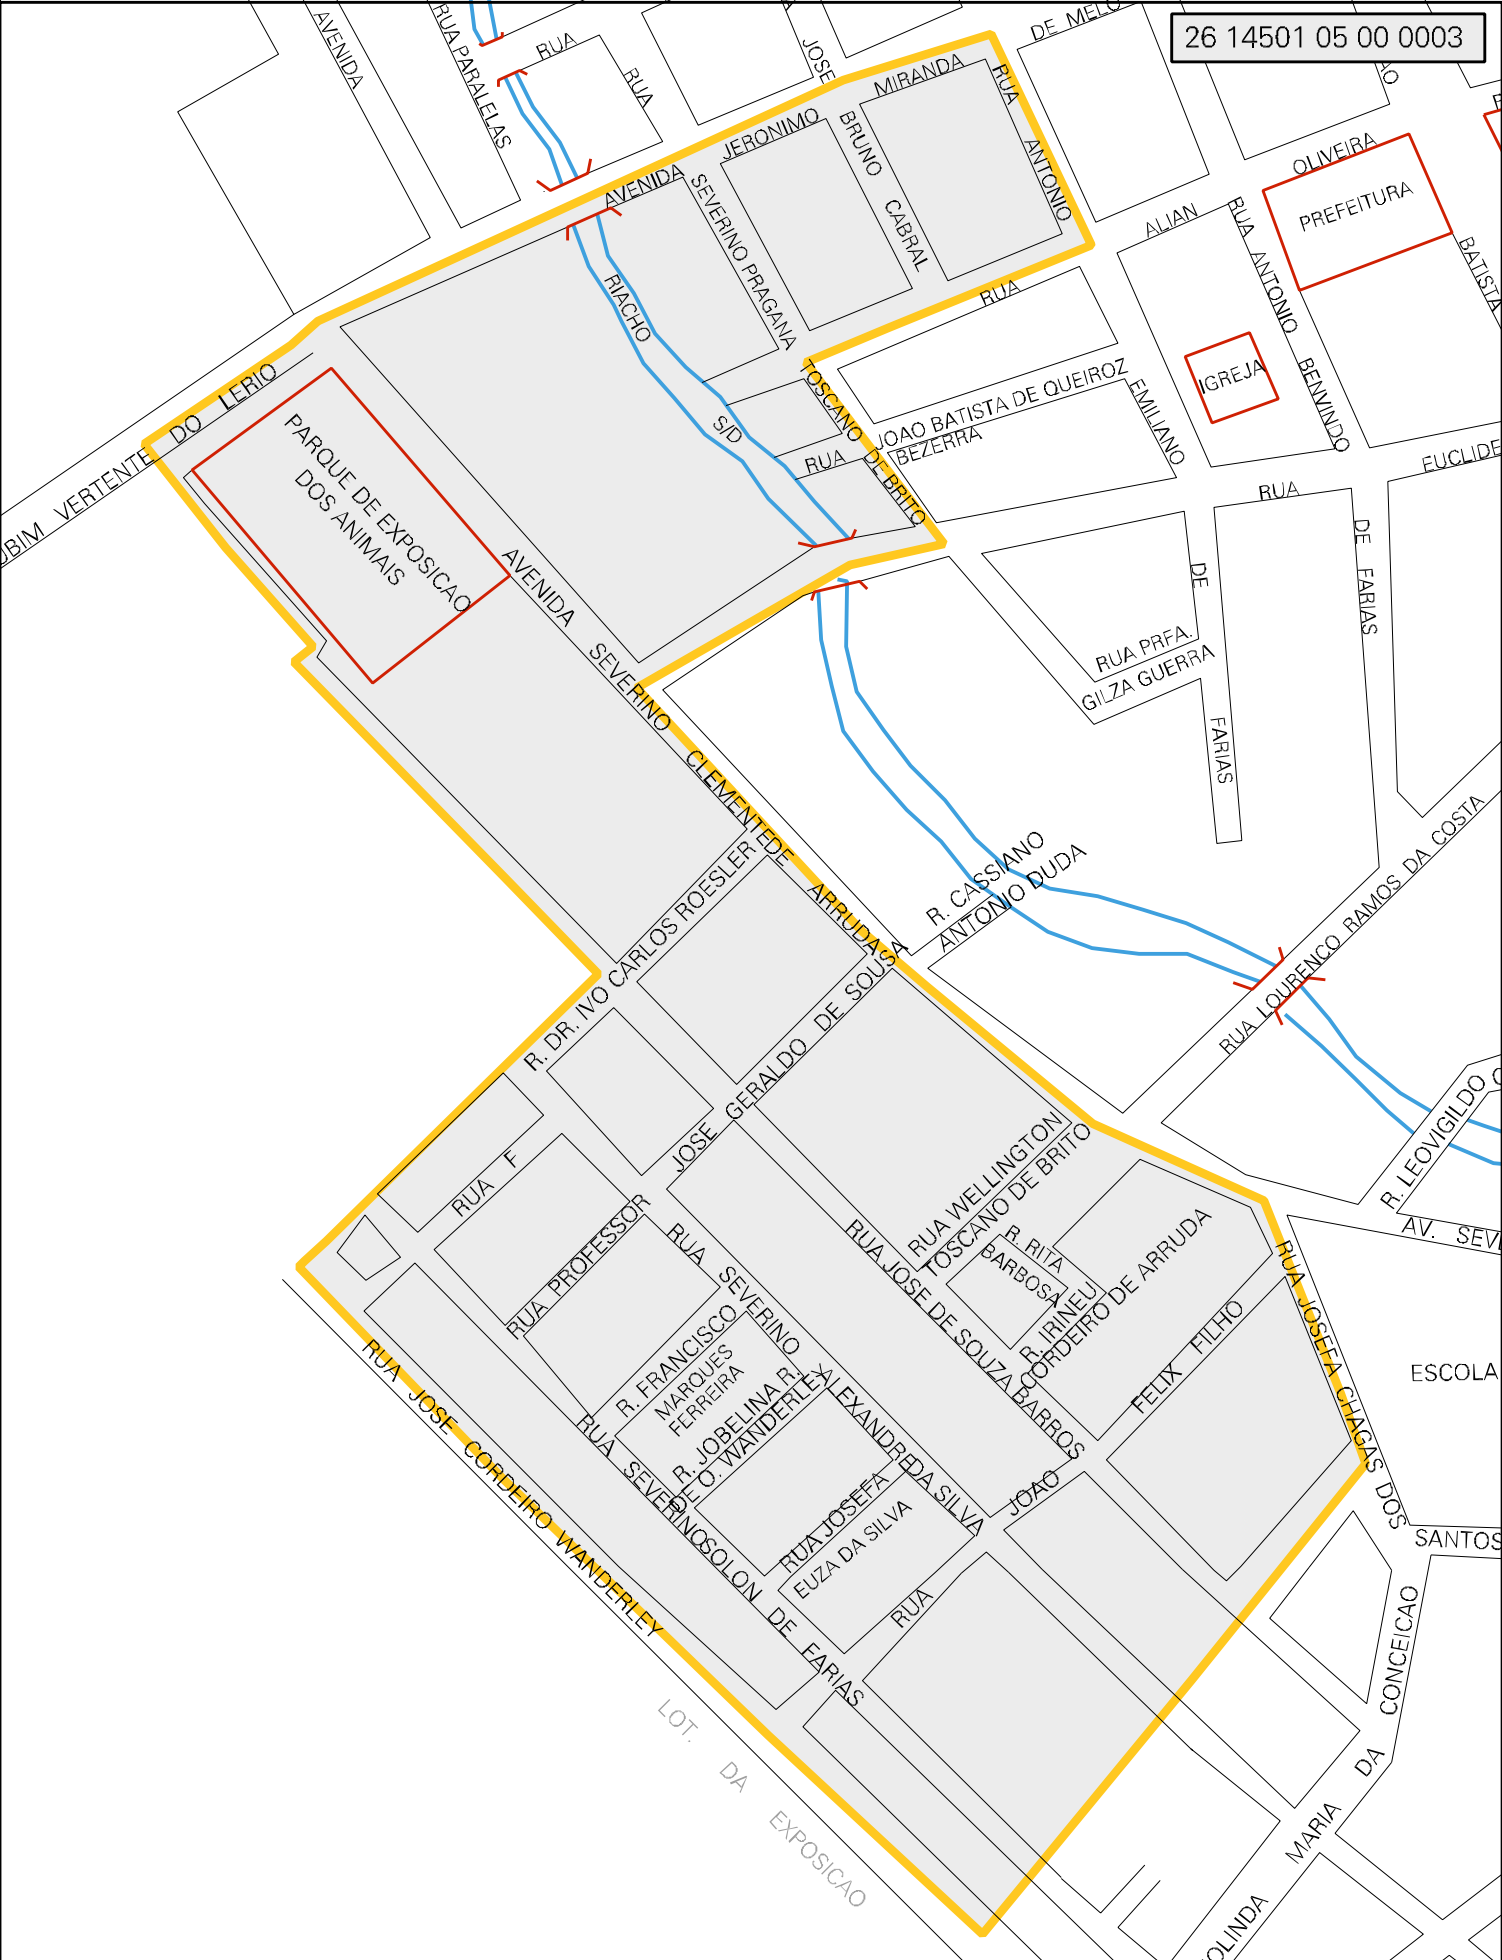 26 14501 05 00 0003
AVENIDA
RUA PARALELAS
RUA
RUA
JOSE
DE MELO
MIRANDA
RUA
ANTONIO
JERONIMO
BRUNO CABRAL
AVENIDA
SEVERINO PRAGANA
OLIVEIRA
PREFEITURA
ALIAN
RUA ANTONIO BENVINDO
BATISTA
RIACHO
S/D
RUA
IGREJA
JOAO BATISTA DE QUEIROZ
BEZERRA
EMILIANO
EUCLIDE
TOSCANO DE BRITO
RUA
RUA
DO LERIO
VERTENTE
PARQUE DE EXPOSICAO
DOS ANIMAIS
AVENIDA SEVERINO CLEMENTE DE ARRUDA
DE FARIAS
DE FARIAS
RUA PRFA.
GILZA GUERRA
R. CASSIANO
ANTONIO DUDA
RUA LOURENCO RAMOS DA COSTA
R. DR. IVO CARLOS ROESLER
JOSE GERALDO DE SOUSA
R. LEOVIGILDO
AV. SEVE
RUA F
RUA PROFESSOR
RUA WELLINGTON
TOSCANO DE BRITO
R. RITA
BARBOSA
R. IRINEU
CORDEIRO DE ARRUDA
RUA JOSE DE SOUZA BARROS
RUA SEVERINO ALEXANDRE DA SILVA
FELIX FILHO
RUA JOSEFA CHAGAS DOS
SANTOS
ESCOLA
R. FRANCISCO
MARQUES
FERREIRA
R. JOBELINA R.
DE O. WANDERLEY
RUA JOSE CORDEIRO WANDERLEY
RUA SEVERINO SOLON DE FARIAS
RUA JOSEFA
EUZA DA SILVA
JOAO
RUA
MARIA DA CONCEICAO
OLINDA
LOT. DA EXPOSICAO